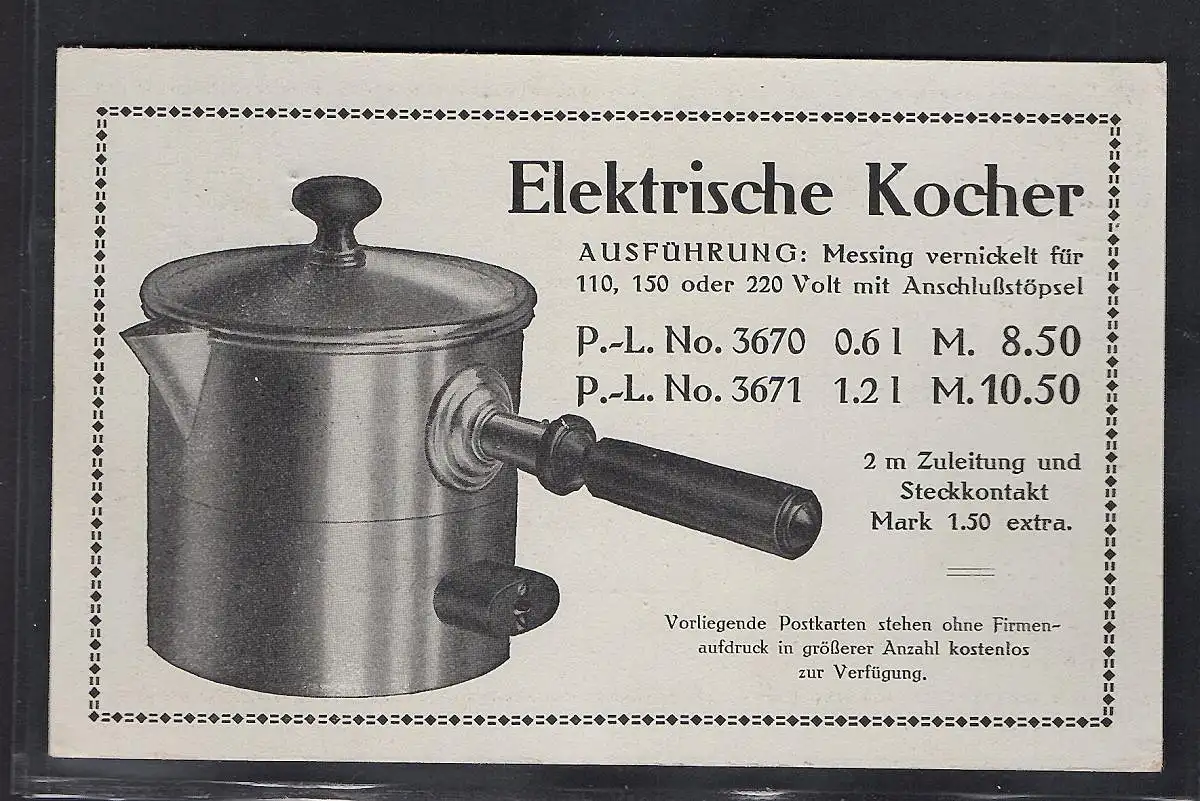 Elektrische Kocher
AUSFÜHRUNG: Messing vernickelt für
110, 150 oder 220 Volt mit Anschlußstöpsel
P.-L. No. 3670 0.6 l M. 8.50
P.-L. No. 3671 1.2 l M. 10.50
2 m Zuleitung und
Steckkontakt
Mark 1.50 extra.
Vorliegende Postkarten stehen ohne Firmen-
aufdruck in größerer Anzahl kostenlos
zur Verfügung.